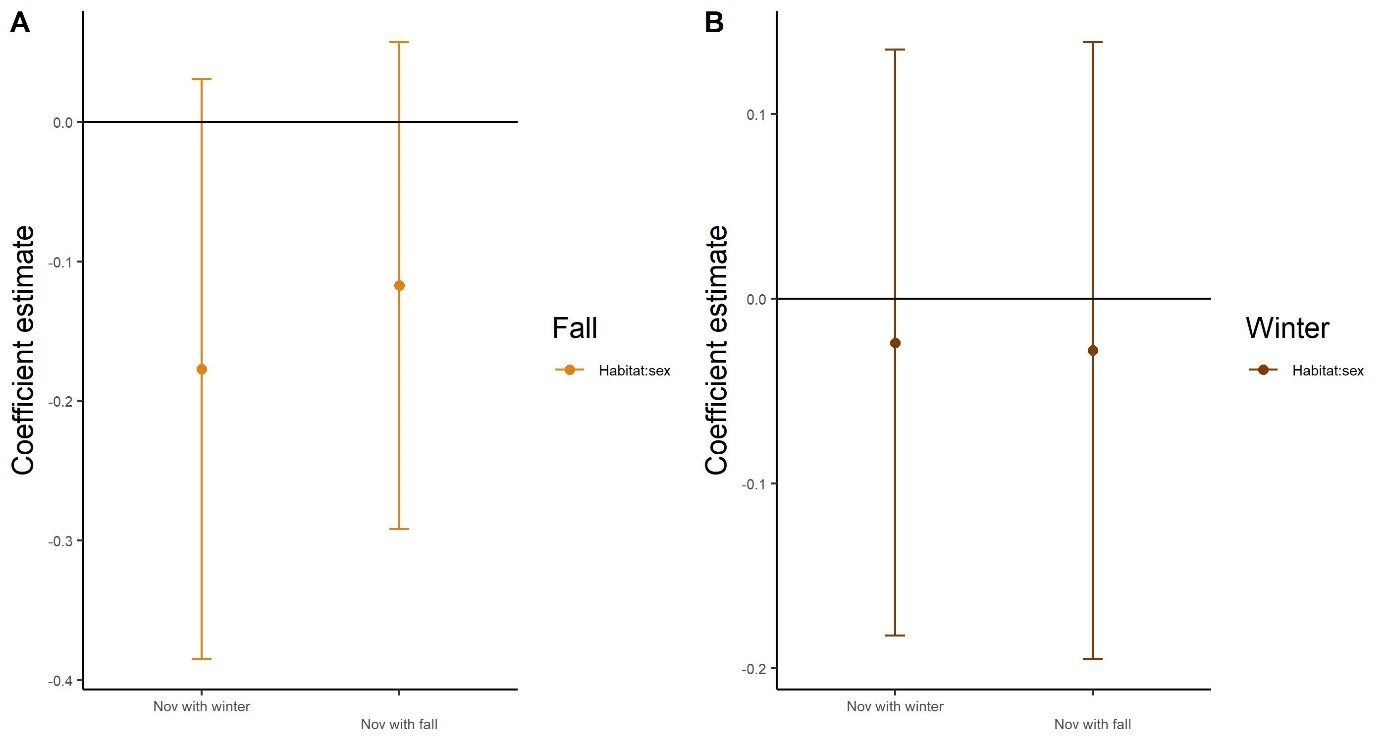 A
Coefficient estimate
0.0
-0.1
-0.2
-0.3
-0.4
Nov with winter
Nov with fall
Fall
Habitat:sex
B
Coefficient estimate
0.1
0.0
-0.1
-0.2
Nov with winter
Nov with fall
Winter
Habitat:sex